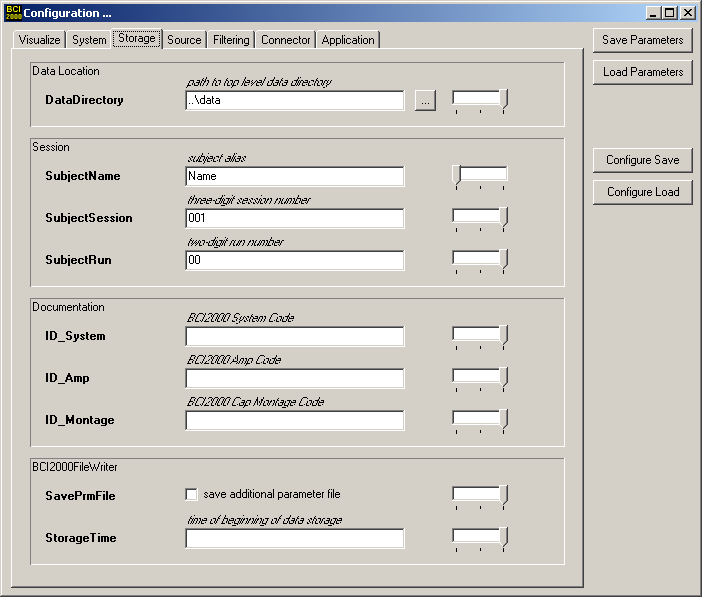 BCI 2000 Configuration ...
Visualize System Storage Source Filtering Connector Application
Save Parameters
Load Parameters
Configure Save
Configure Load
Data Location
path to top level data directory
DataDirectory ..\data ...
Session
subject alias
SubjectName Name
three-digit session number
SubjectSession 001
two-digit run number
SubjectRun 00
Documentation
BCI2000 System Code
ID_System
BCI2000 Amp Code
ID_Amp
BCI2000 Cap Montage Code
ID_Montage
BCI2000FileWriter
SavePrmFile save additional parameter file
time of beginning of data storage
StorageTime